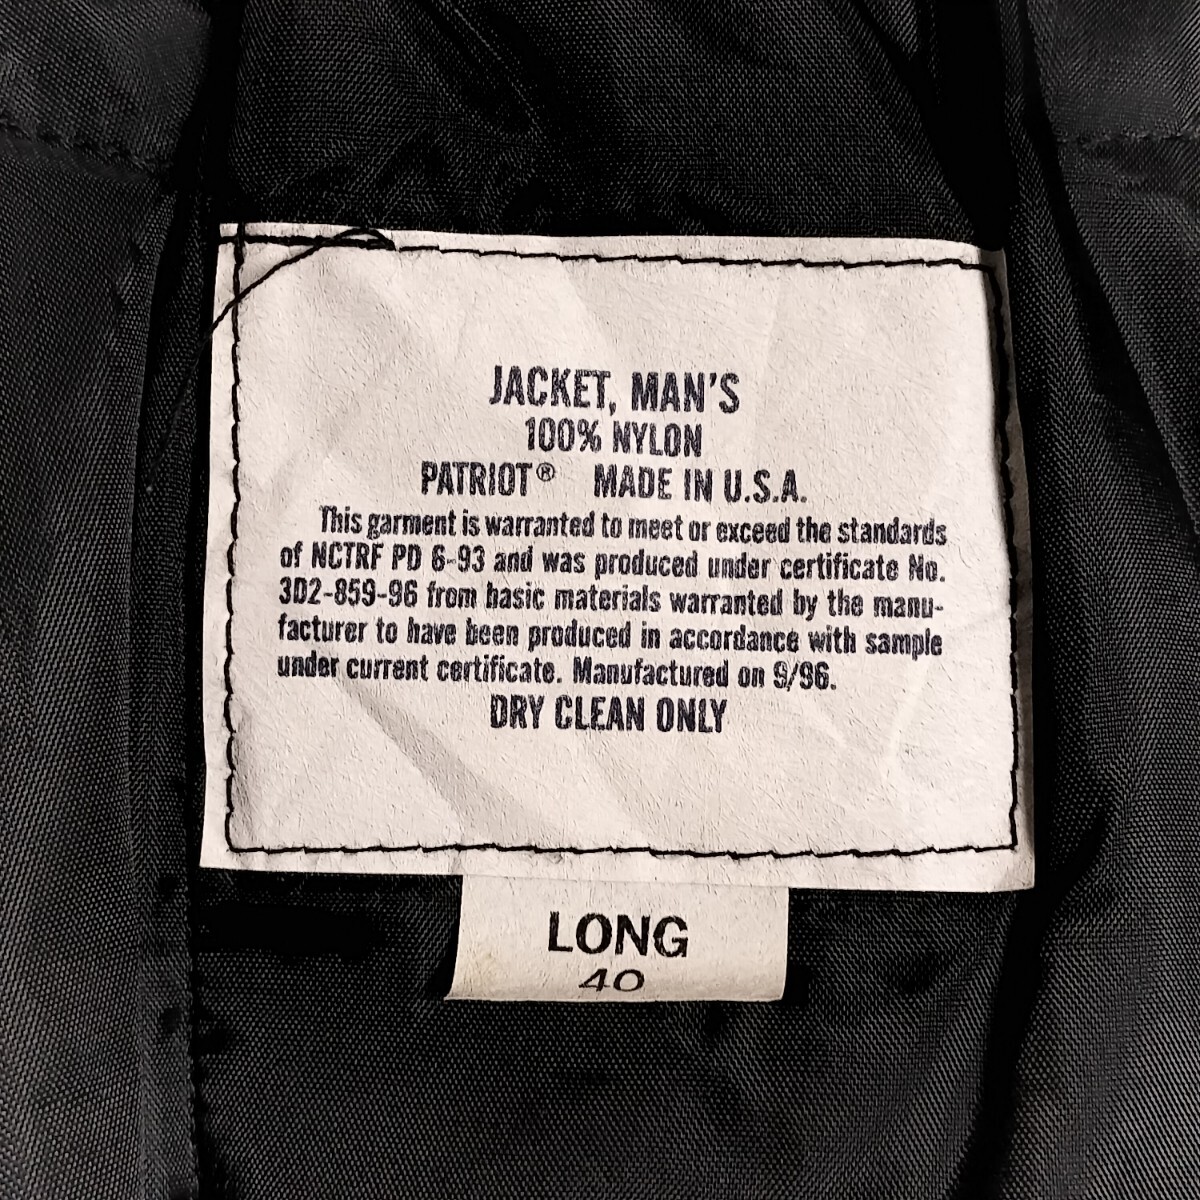 JACKET, MAN'S
100% NYLON
PATRIOT® MADE IN U.S.A.
This garment is warranted to meet or exceed the standards
of NCTRF PD 6-93 and was produced under certificate No.
3D2-859-96 from basic materials warranted by the manu-
facturer to have been produced in accordance with sample
under current certificate. Manufactured on 9/96.
DRY CLEAN ONLY
LONG
40